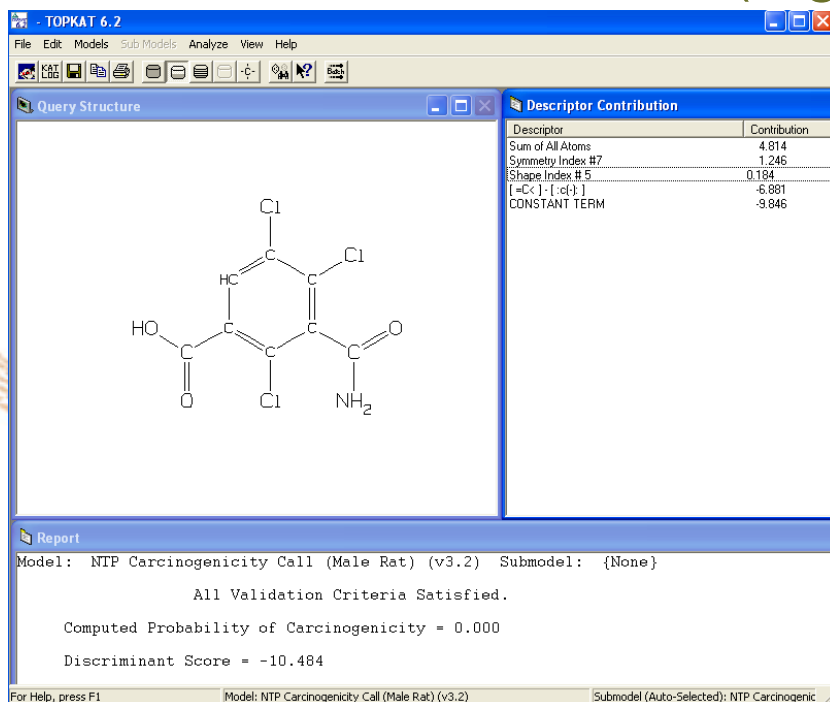 - TOPKAT 6.2
File Edit Models Sub Models Analyze View Help
KAT LOG Batch
Query Structure
Cl
C
Cl
HC
C
HO
C
C
O
C
C
C
O
Cl
NH2
Descriptor Contribution
Descriptor Contribution
Sum of All Atoms 4.814
Symmetry Index #7 1.246
Shape Index # 5 0.184
[ =C< ] - [ :c(-): ] -6.881
CONSTANT TERM -9.846
Report
Model: NTP Carcinogenicity Call (Male Rat) (v3.2) Submodel: {None}
All Validation Criteria Satisfied.
Computed Probability of Carcinogenicity = 0.000
Discriminant Score = -10.484
For Help, press F1 Model: NTP Carcinogenicity Call (Male Rat) (v3.2) Submodel (Auto-Selected): NTP Carcinogenic